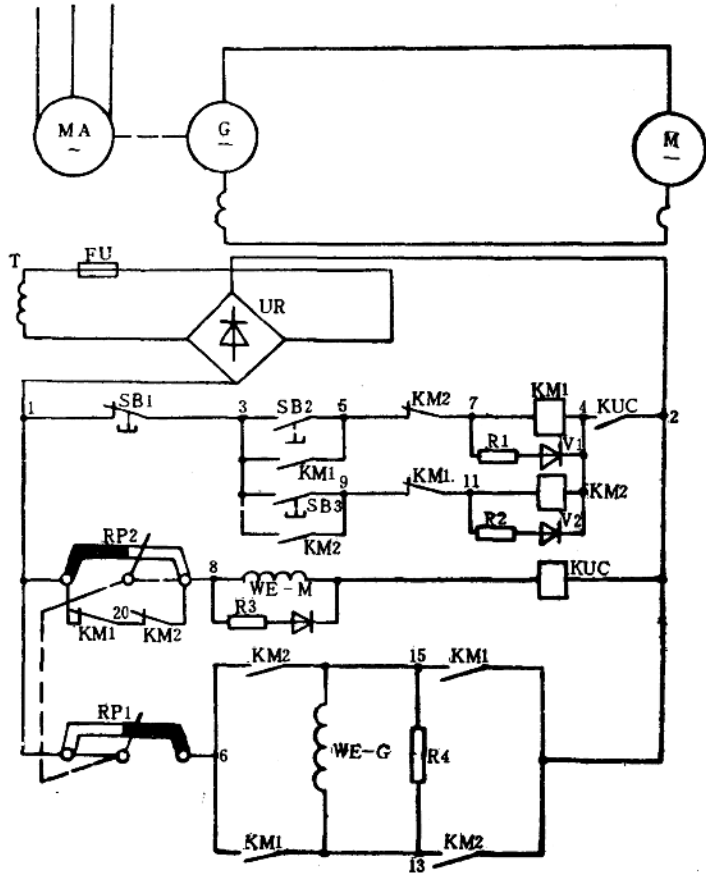 MA
~
G
M
T
FU
UR
1
SB1
3
SB2
5
KM2
7
KM1
4
KUC
2
R1
V1
KM1
9
SB3
KM1.
11
KM2
R2
V2
KM2
RP2
8
WE-M
KUC
R3
KM1
20
KM2
RP1
6
KM2
15
KM1
WE-G
R4
KM1
13
KM2